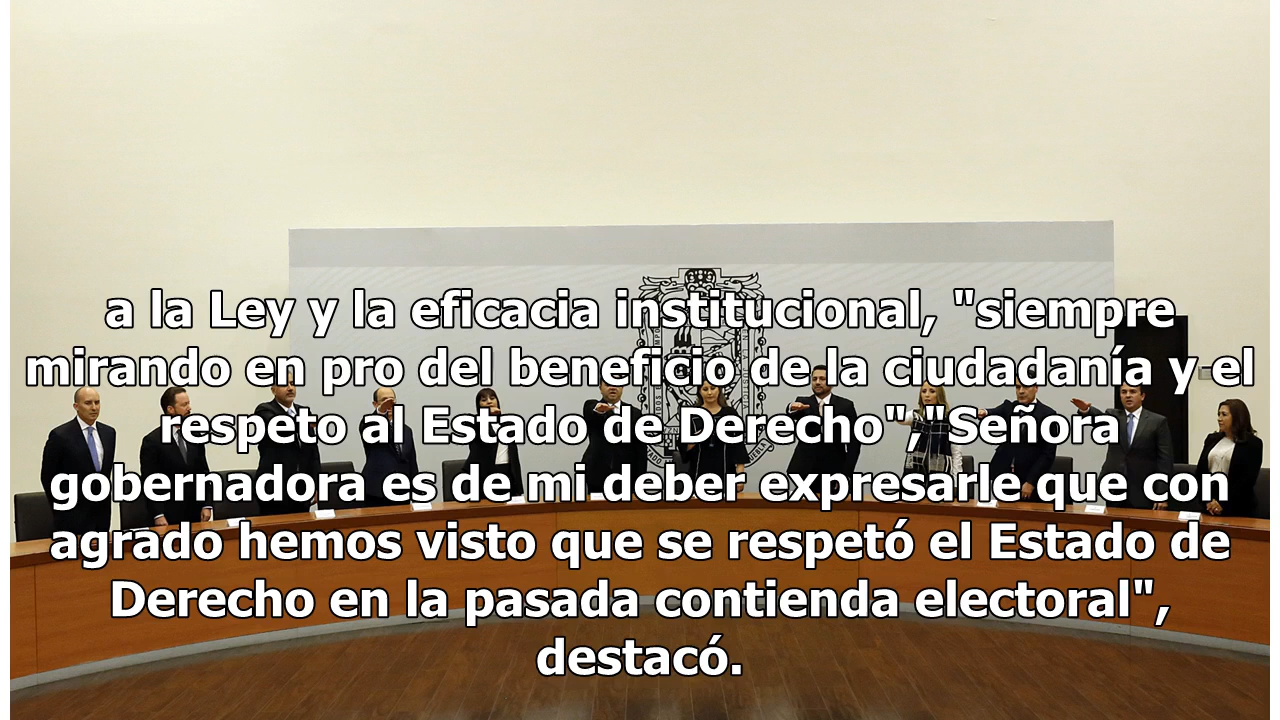 a la Ley y la eficacia institucional, "siempre
mirando en pro del beneficio de la ciudadanía y el
respeto al Estado de Derecho","Señora
gobernadora es de mi deber expresarle que con
agrado hemos visto que se respetó el Estado de
Derecho en la pasada contienda electoral",
destacó.